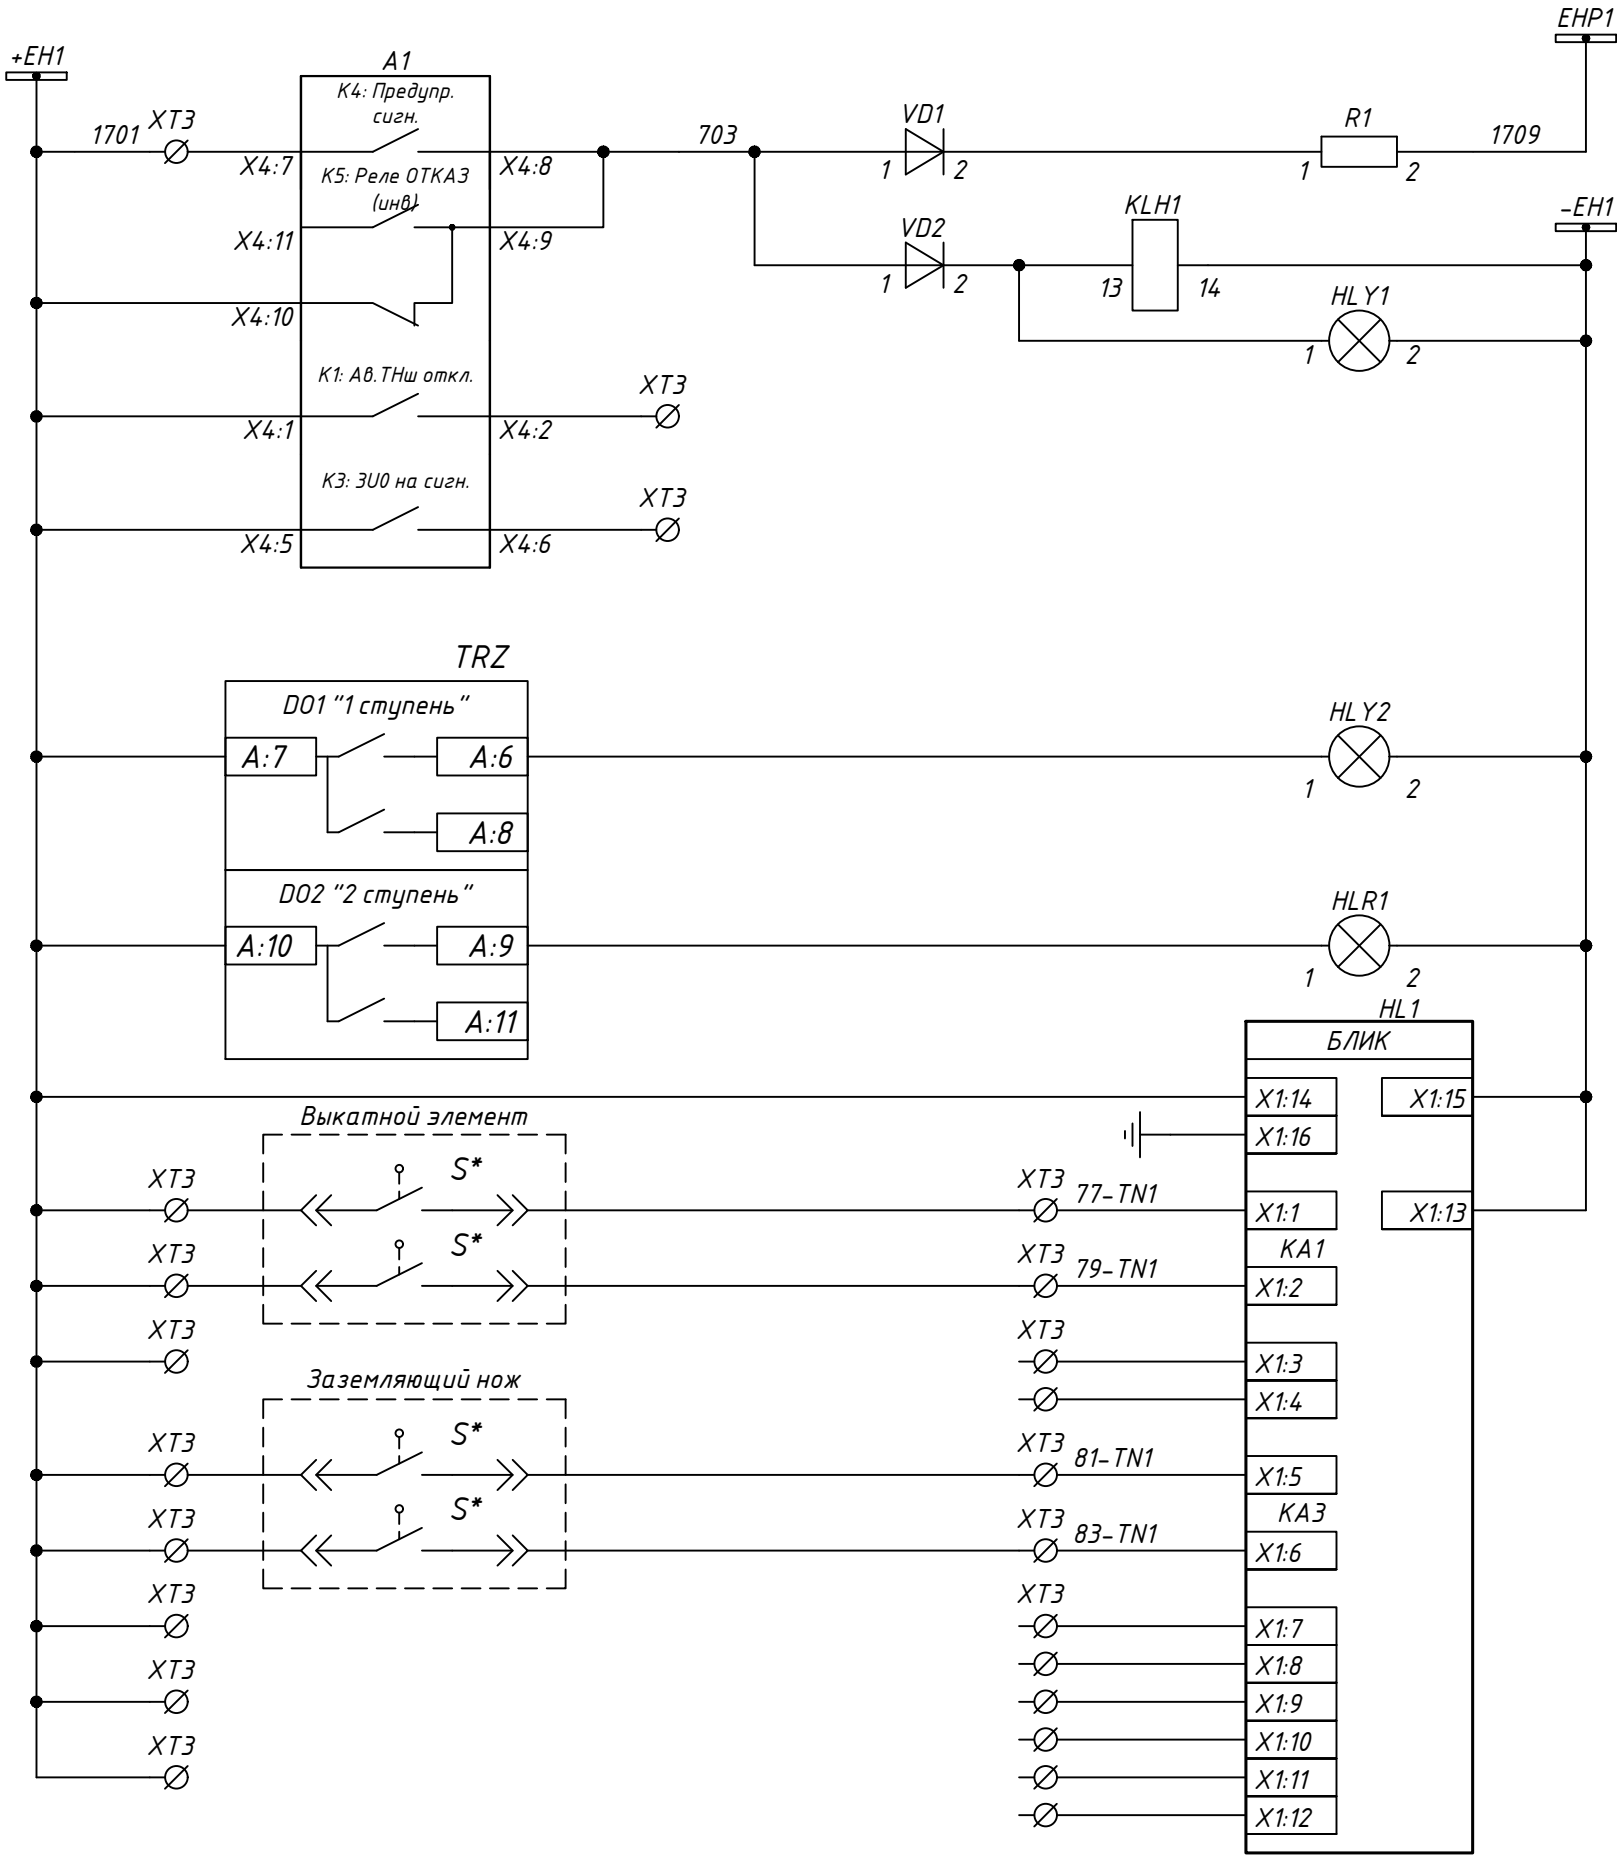 +EH1
EHP1
A1
K4: Предупр.
сигн.
1701
XT3
X4:7
X4:8
703
VD1
1
2
R1
1
2
1709
K5: Реле ОТКАЗ
(инв)
X4:11
X4:9
VD2
1
2
KLH1
13
14
-EH1
X4:10
HLY1
1
2
K1: Ав.ТНш откл.
X4:1
X4:2
XT3
K3: 3U0 на сигн.
X4:5
X4:6
XT3
TRZ
DO1 "1 ступень"
A:7
A:6
A:8
HLY2
1
2
DO2 "2 ступень"
A:10
A:9
A:11
HLR1
1
2
HL1
БЛИК
X1:14
X1:15
X1:16
Выкатной элемент
XT3
S*
XT3
77-TN1
X1:1
X1:13
KA1
XT3
S*
XT3
79-TN1
X1:2
XT3
XT3
X1:3
X1:4
Заземляющий нож
XT3
S*
XT3
81-TN1
X1:5
KA3
XT3
S*
XT3
83-TN1
X1:6
XT3
XT3
X1:7
X1:8
XT3
X1:9
X1:10
XT3
X1:11
X1:12